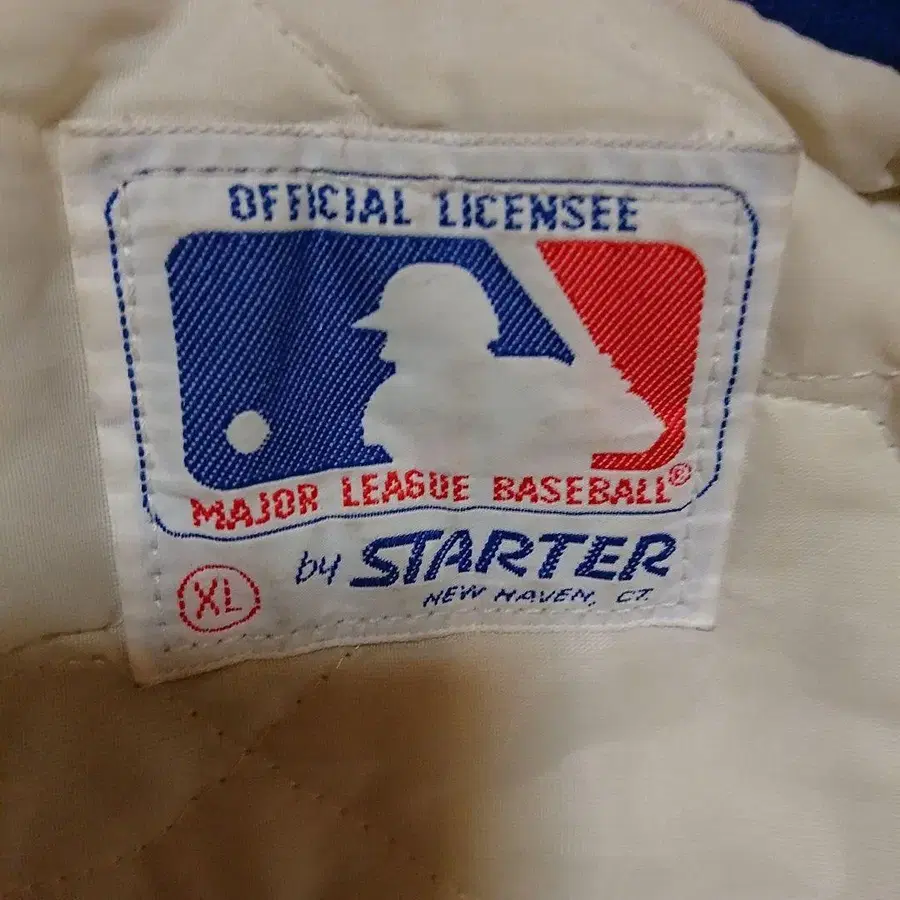 OFFICIAL LICENSEE
MAJOR LEAGUE BASEBALL®
by STARTER
XL
NEW HAVEN, CT.